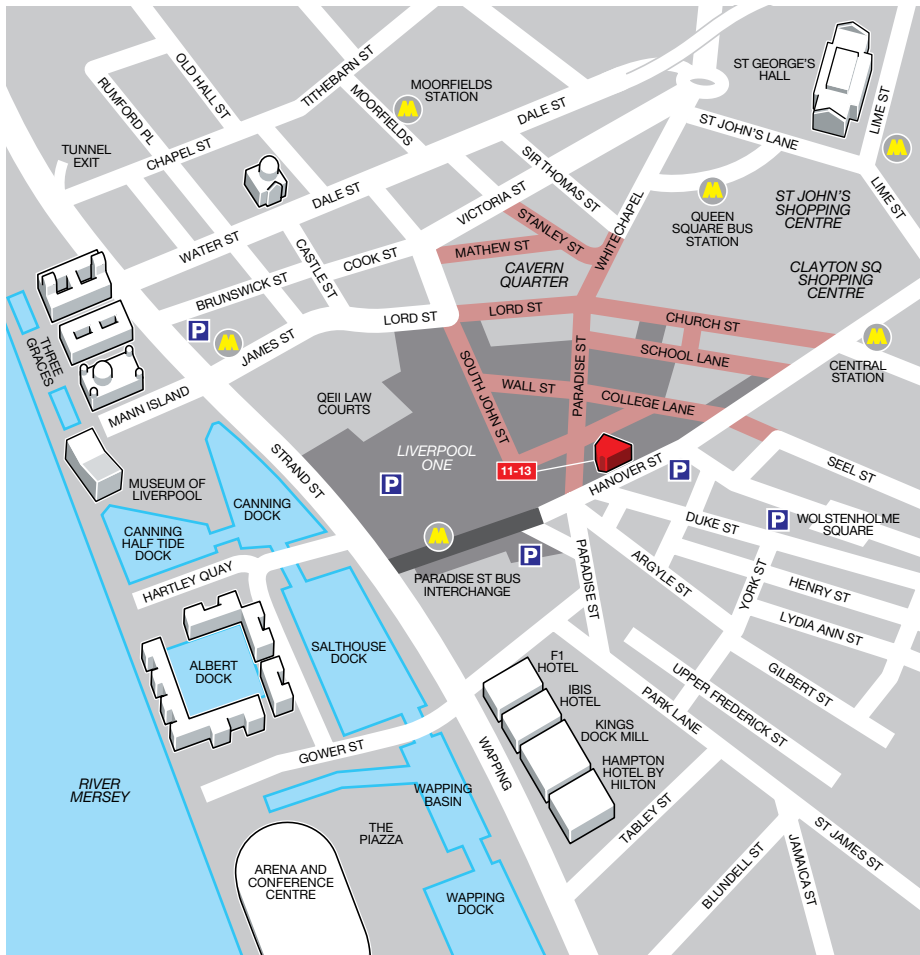 ST GEORGE'S
HALL
LIME ST
OLD HALL ST
TITHEBARN ST
MOORFIELDS
STATION
RUMFORD PL
MOORFIELDS
DALE ST
ST JOHN'S LANE
TUNNEL
EXIT
CHAPEL ST
SIR THOMAS ST
LIME ST
DALE ST
VICTORIA ST
WHITECHAPEL
QUEEN
SQUARE BUS
STATION
ST JOHN'S
SHOPPING
CENTRE
STANLEY ST
WATER ST
CASTLE ST
COOK ST
MATHEW ST
CAVERN
QUARTER
CLAYTON SQ
SHOPPING
CENTRE
BRUNSWICK ST
LORD ST
LORD ST
CHURCH ST
P
JAMES ST
THREE
GRACES
SCHOOL LANE
CENTRAL
STATION
SOUTH JOHN ST
PARADISE ST
WALL ST
COLLEGE LANE
MANN ISLAND
QEII LAW
COURTS
STRAND ST
LIVERPOOL
ONE
11-13
HANOVER ST
P
SEEL ST
MUSEUM OF
LIVERPOOL
P
CANNING
DOCK
CANNING
HALF TIDE
DOCK
DUKE ST
P
WOLSTENHOLME
SQUARE
PARADISE ST BUS
INTERCHANGE
P
PARADISE ST
ARGYLE ST
YORK ST
HENRY ST
HARTLEY QUAY
LYDIA ANN ST
SALTHOUSE
DOCK
ALBERT
DOCK
F1
HOTEL
IBIS
HOTEL
KINGS
DOCK MILL
HAMPTON
HOTEL BY
HILTON
PARK LANE
UPPER FREDERICK ST
GILBERT ST
GOWER ST
WAPPING
RIVER
MERSEY
WAPPING
BASIN
THE
PIAZZA
TABLEY ST
ST JAMES ST
ARENA AND
CONFERENCE
CENTRE
WAPPING
DOCK
BLUNDELL ST
JAMAICA ST